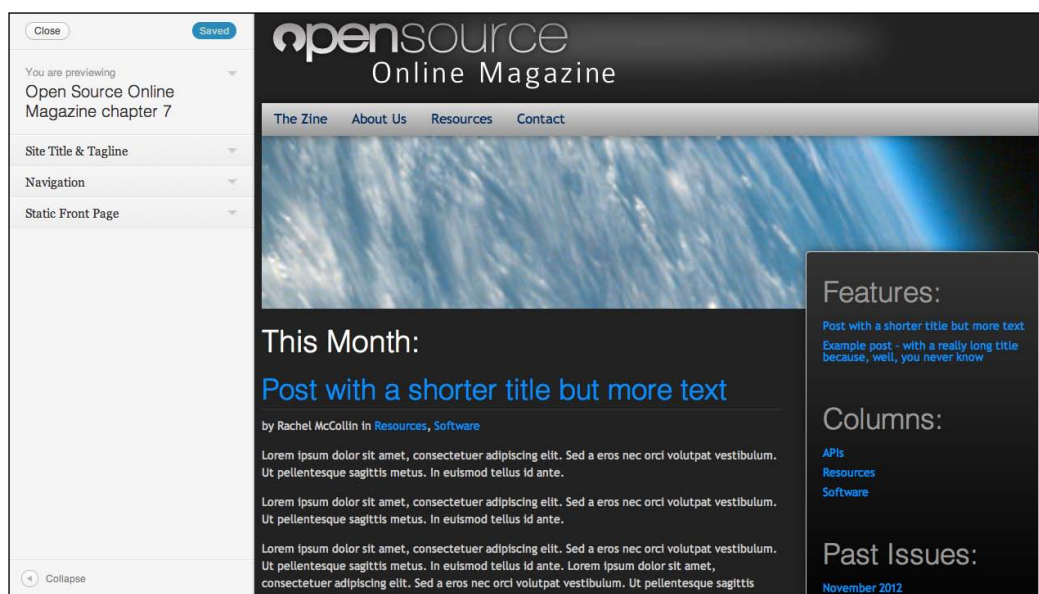 Close
Saved
You are previewing
Open Source Online
Magazine chapter 7
Site Title & Tagline
Navigation
Static Front Page
Collapse
opensource
Online Magazine
The Zine
About Us
Resources
Contact
This Month:
Post with a shorter title but more text
by Rachel McCollin in Resources, Software
Lorem ipsum dolor sit amet, consectetuer adipiscing elit. Sed a eros nec orci volutpat vestibulum.
Ut pellentesque sagittis metus. In euismod tellus id ante.
Lorem ipsum dolor sit amet, consectetuer adipiscing elit. Sed a eros nec orci volutpat vestibulum.
Ut pellentesque sagittis metus. In euismod tellus id ante.
Lorem ipsum dolor sit amet, consectetuer adipiscing elit. Sed a eros nec orci volutpat vestibulum.
Ut pellentesque sagittis metus. In euismod tellus id ante. Lorem ipsum dolor sit amet,
consectetuer adipiscing elit. Sed a eros nec orci volutpat vestibulum. Ut pellentesque sagittis
Features:
Post with a shorter title but more text
Example post - with a really long title
because, well, you never know
Columns:
APIs
Resources
Software
Past Issues:
November 2012